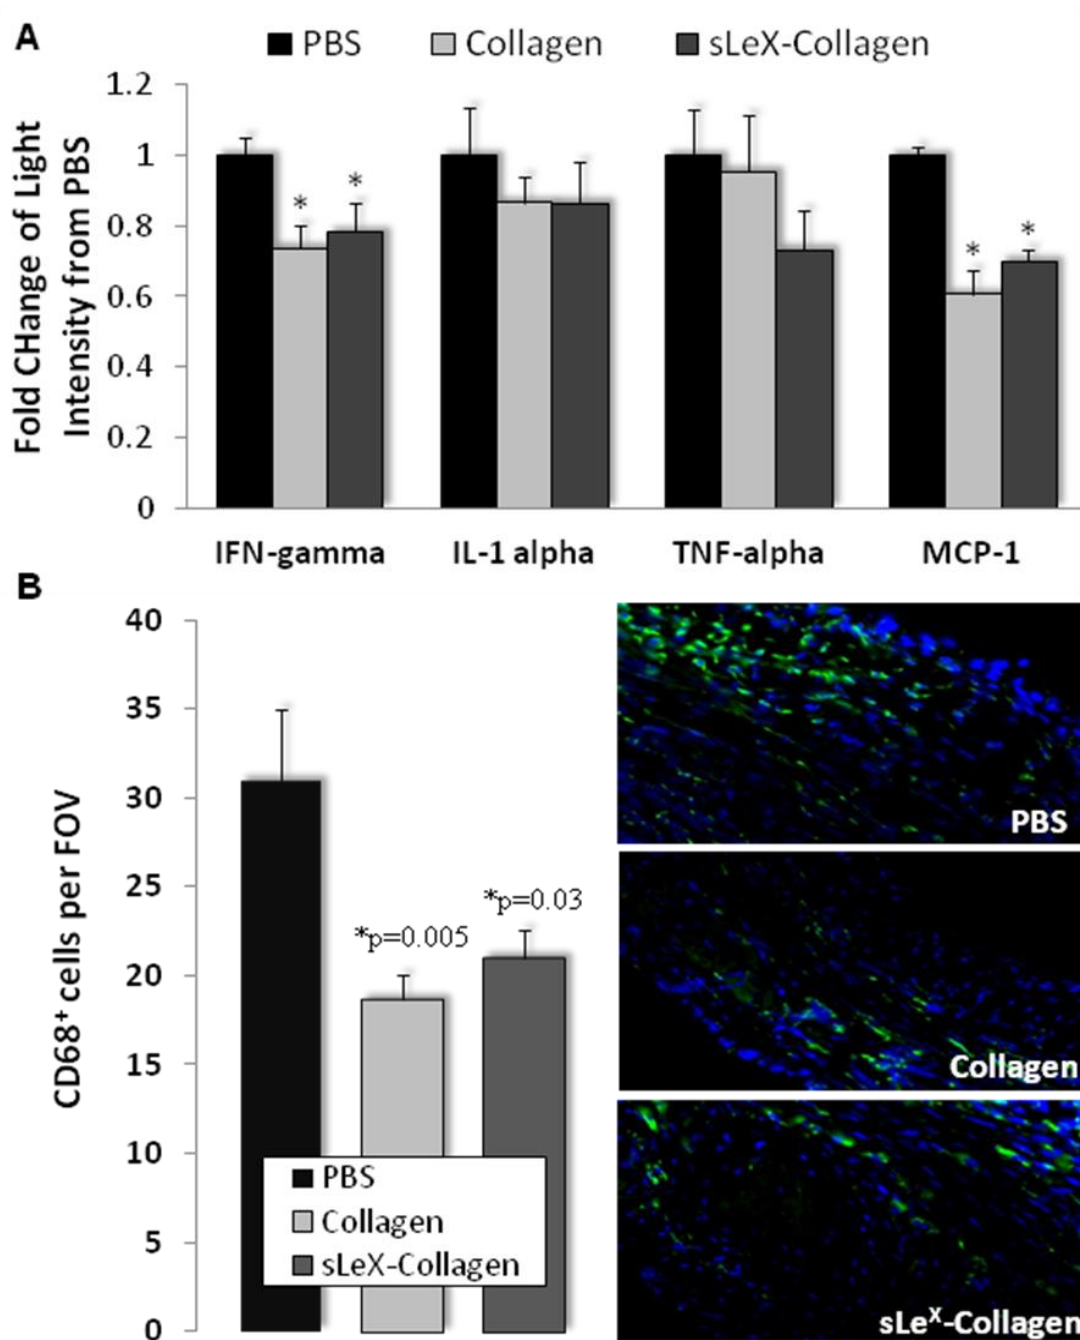 A
PBS Collagen sLeX-Collagen
Fold CHange of Light
Intensity from PBS
1.2
1
0.8
0.6
0.4
0.2
0
* * * *
IFN-gamma IL-1 alpha TNF-alpha MCP-1
B
CD68⁺ cells per FOV
40
35
30
25
20
15
10
5
0
*p=0.005
*p=0.03
PBS
Collagen
sLeX-Collagen
PBS
Collagen
sLeˣ-Collagen